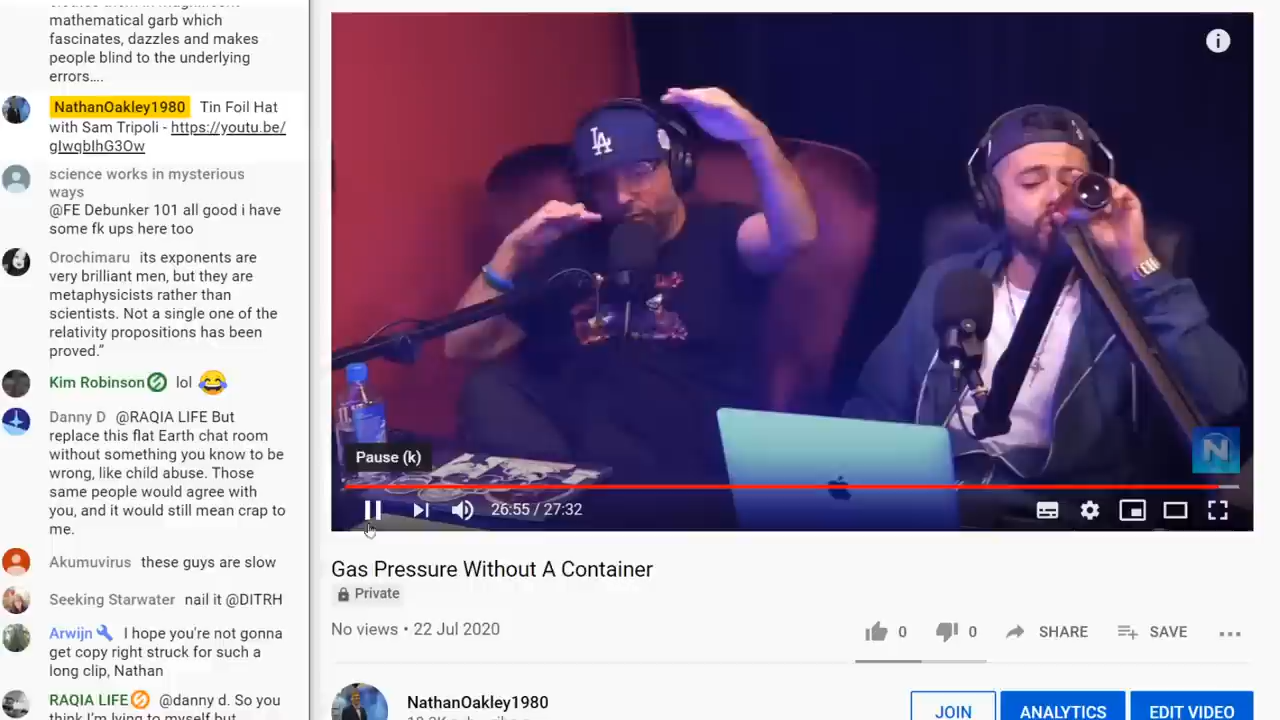 mathematical garb which
fascinates, dazzles and makes
people blind to the underlying
errors....
NathanOakley1980 Tin Foil Hat
with Sam Tripoli - https://youtu.be/
gIwqbIhG3Ow
science works in mysterious
ways
@FE Debunker 101 all good i have
some fk ups here too
Orochimaru its exponents are
very brilliant men, but they are
metaphysicists rather than
scientists. Not a single one of the
relativity propositions has been
proved.”
Kim Robinson lol 😂
Danny D @RAQIA LIFE But
replace this flat Earth chat room
without something you know to be
wrong, like child abuse. Those
same people would agree with
you, and it would still mean crap to
me.
Akumuvirus these guys are slow
Seeking Starwater nail it @DITRH
Arwijn I hope you're not gonna
get copy right struck for such a
long clip, Nathan
RAQIA LIFE @danny d. So you
think I'm lying to myself but
LA
N
Pause (k)
26:55 / 27:32
Gas Pressure Without A Container
Private
No views • 22 Jul 2020
0
0
SHARE
SAVE
NathanOakley1980
JOIN
ANALYTICS
EDIT VIDEO